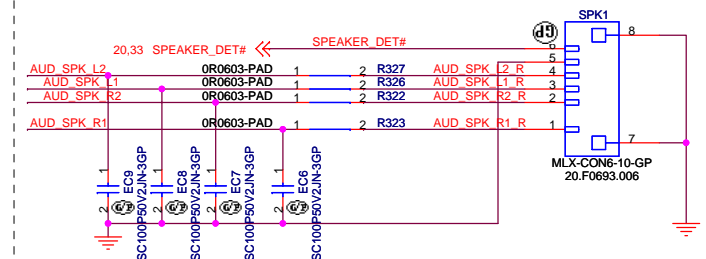 SPK1
20,33 SPEAKER_DET# SPEAKER_DET# 6 8
5
AUD_SPK_L2 0R0603-PAD 1 2 R327 AUD_SPK_L2_R 4
AUD_SPK_L1 0R0603-PAD 1 2 R326 AUD_SPK_L1_R 3
AUD_SPK_R2 0R0603-PAD 1 2 R322 AUD_SPK_R2_R 2
AUD_SPK_R1 0R0603-PAD 1 2 R323 AUD_SPK_R1_R 1
7
MLX-CON6-10-GP
20.F0693.006
1 2 EC9 SC100P50V2JN-3GP
1 2 EC8 SC100P50V2JN-3GP
1 2 EC7 SC100P50V2JN-3GP
1 2 EC6 SC100P50V2JN-3GP